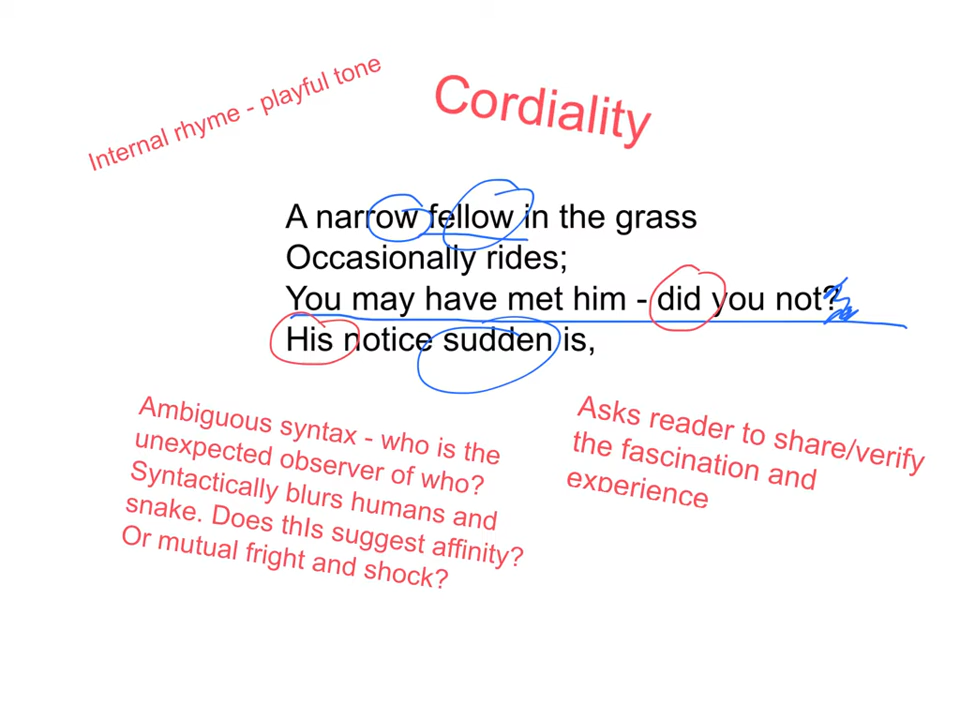 Internal rhyme - playful tone
Cordiality
A narrow fellow in the grass
Occasionally rides;
You may have met him - did you not?
His notice sudden is,
Ambiguous syntax - who is the
unexpected observer of who?
Syntactically blurs humans and
snake. Does thIs suggest affinity?
Or mutual fright and shock?
Asks reader to share/verify
the fascination and
experience